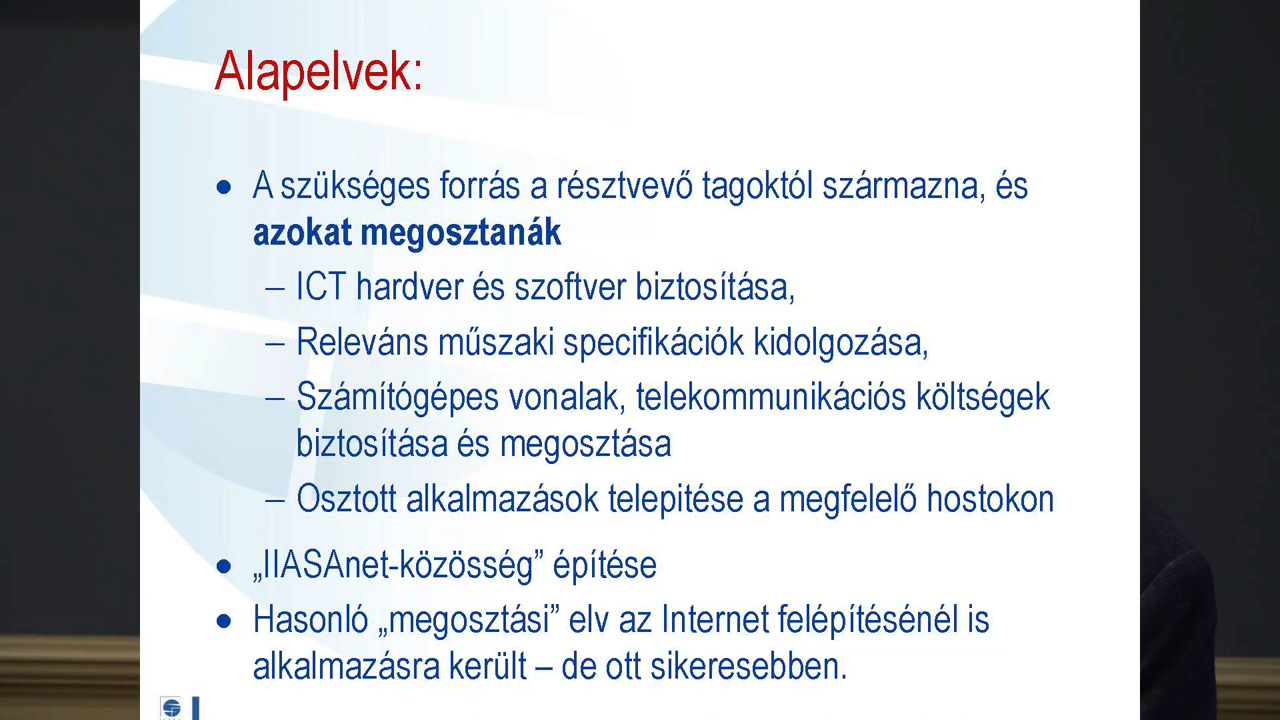 Alapelvek:
• A szükséges forrás a résztvevő tagoktól származna, és
azokat megosztanák
– ICT hardver és szoftver biztosítása,
– Releváns műszaki specifikációk kidolgozása,
– Számítógépes vonalak, telekommunikációs költségek
biztosítása és megosztása
– Osztott alkalmazások telepitése a megfelelő hostokon
• „IIASAnet-közösség” építése
• Hasonló „megosztási” elv az Internet felépítésénél is
alkalmazásra került – de ott sikeresebben.